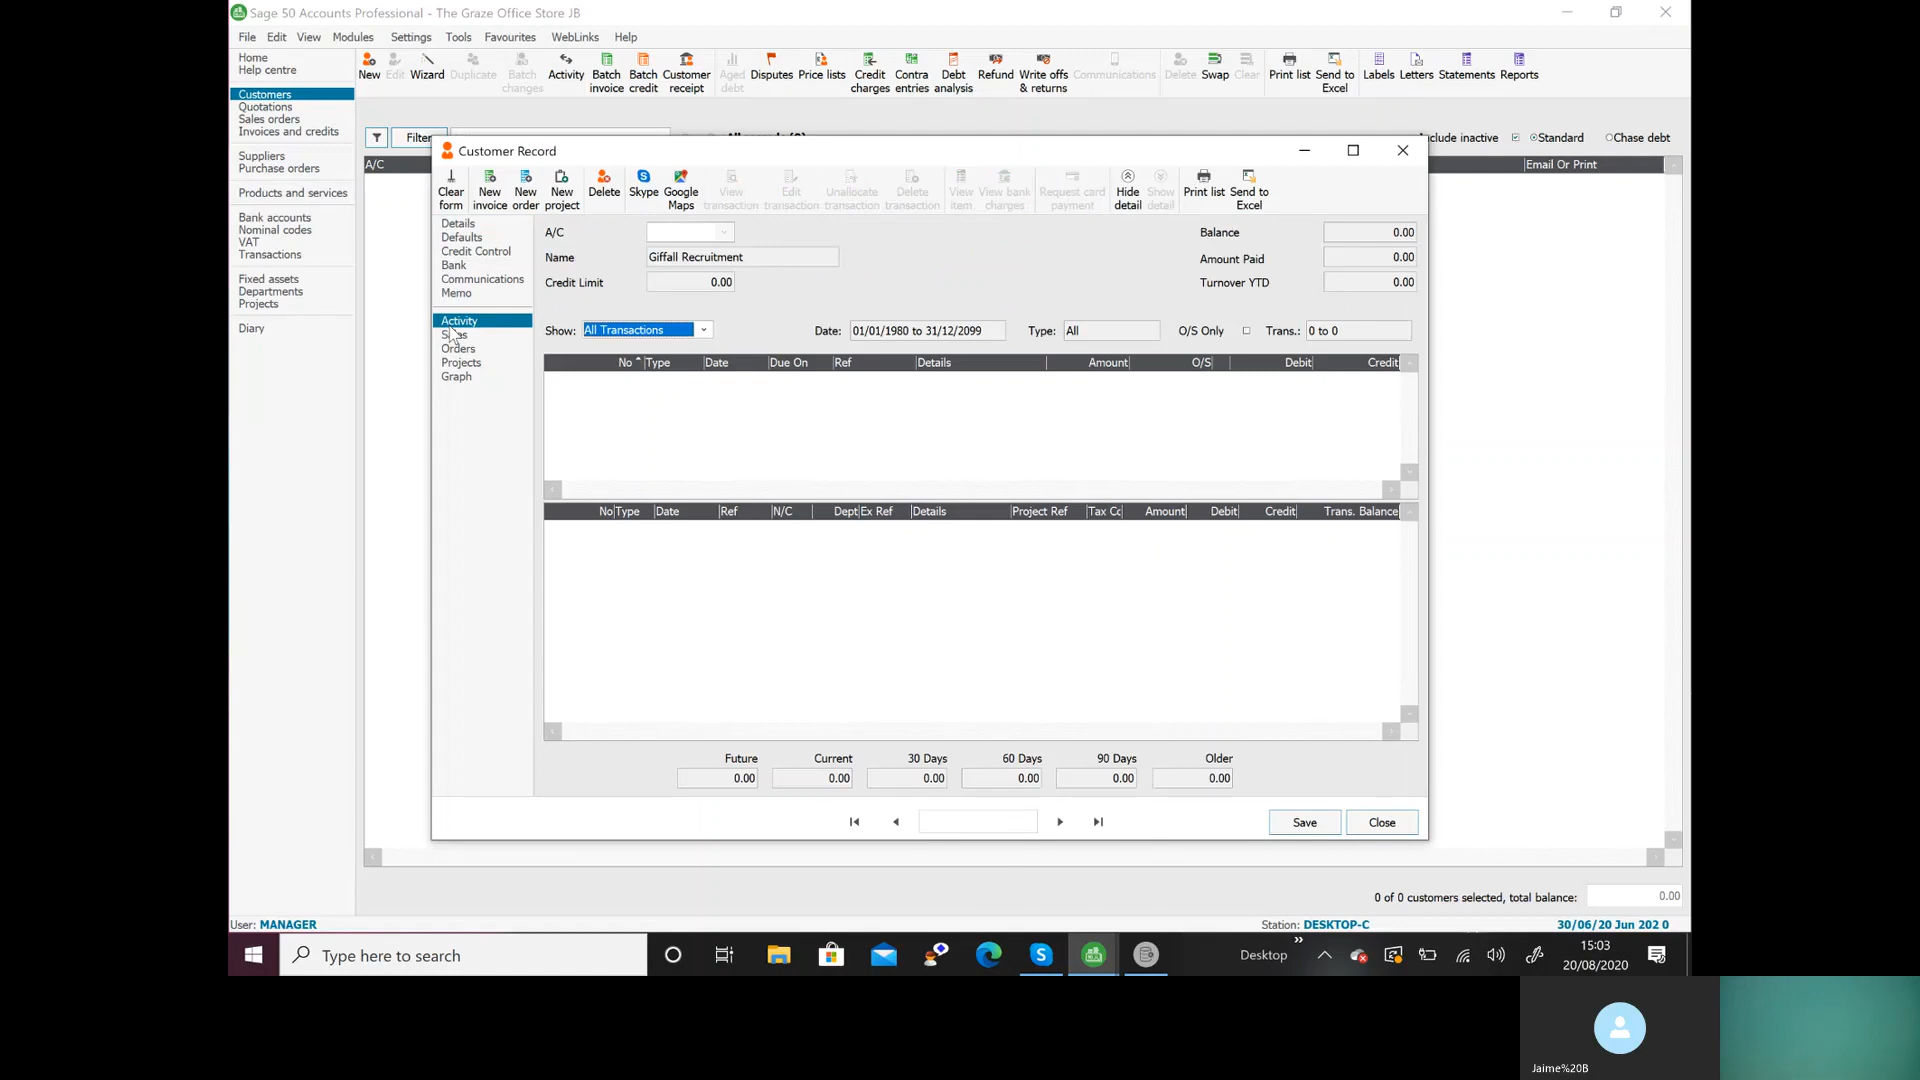 Sage 50 Accounts Professional - The Graze Office Store JB
File Edit View Modules Settings Tools Favourites WebLinks Help
Home
Help centre
Customers
Quotations
Sales orders
Invoices and credits
Suppliers
Purchase orders
Products and services
Bank accounts
Nominal codes
VAT
Transactions
Fixed assets
Departments
Projects
Diary
New Edit Wizard Duplicate Batch changes Activity Batch invoice Batch credit Customer receipt Aged debt Disputes Price lists Credit charges Contra entries Debt analysis Refund Write offs & returns Communications Delete Swap Clear Print list Send to Excel Labels Letters Statements Reports
Filter
clude inactive Standard Chase debt
A/C Email Or Print
Customer Record
Clear form New invoice New order New project Delete Skype Google Maps View transaction Edit transaction Unallocate transaction Delete transaction View item View bank charges Request card payment Hide detail Show detail Print list Send to Excel
Details
Defaults
Credit Control
Bank
Communications
Memo
Activity
Orders
Projects
Graph
A/C Balance 0.00
Name Giffall Recruitment Amount Paid 0.00
Credit Limit 0.00 Turnover YTD 0.00
Show: All Transactions Date: 01/01/1980 to 31/12/2099 Type: All O/S Only Trans.: 0 to 0
No Type Date Due On Ref Details Amount O/S Debit Credit
No Type Date Ref N/C Dept Ex Ref Details Project Ref Tax Cc Amount Debit Credit Trans. Balance
Future Current 30 Days 60 Days 90 Days Older
0.00 0.00 0.00 0.00 0.00 0.00
Save Close
0 of 0 customers selected, total balance: 0.00
User: MANAGER Station: DESKTOP-C 30/06/20 Jun 202 0
Type here to search Desktop 15:03
20/08/2020
Jaime%20B